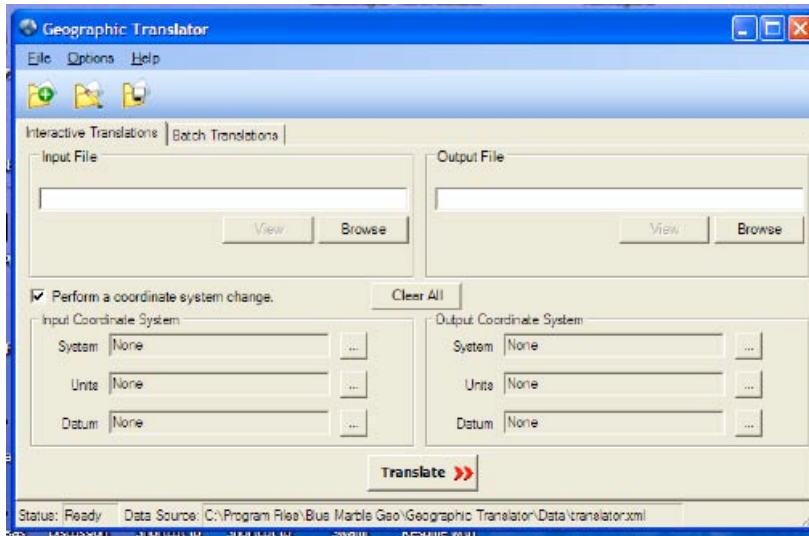 Geographic Translator
File Options Help
Interactive Translations Batch Translations
Input File Output File
View Browse View Browse
Perform a coordinate system change. Clear All
Input Coordinate System Output Coordinate System
System None ... System None ...
Units None ... Units None ...
Datum None ... Datum None ...
Translate
Status: Ready Data Source: C:\Program Files\Blue Marble Geo\Geographic Translator\Data\translator.xml